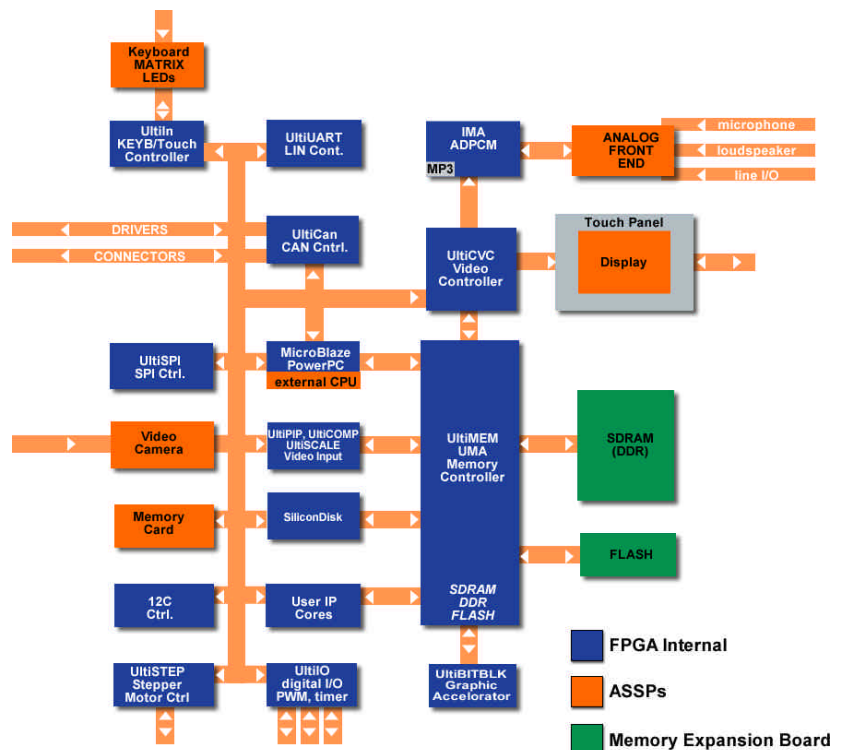 Keyboard
MATRIX
LEDs
UltiIn
KEYB/Touch
Controller
UltiUART
LIN Cont.
IMA
ADPCM
MP3
ANALOG
FRONT
END
microphone
loudspeaker
line I/O
DRIVERS
CONNECTORS
UltiCan
CAN Cntrl.
UltiCVC
Video
Controller
Touch Panel
Display
UltiSPI
SPI Ctrl.
MicroBlaze
PowerPC
external CPU
Video
Camera
UltiPIP, UltiCOMP
UltiSCALE
Video Input
UltiMEM
UMA
Memory
Controller
SDRAM
(DDR)
Memory
Card
SiliconDisk
FLASH
12C
Ctrl.
User IP
Cores
SDRAM
DDR
FLASH
UltiSTEP
Stepper
Motor Ctrl
UltiIO
digital I/O
PWM, timer
UltiBITBLK
Graphic
Accelorator
FPGA Internal
ASSPs
Memory Expansion Board